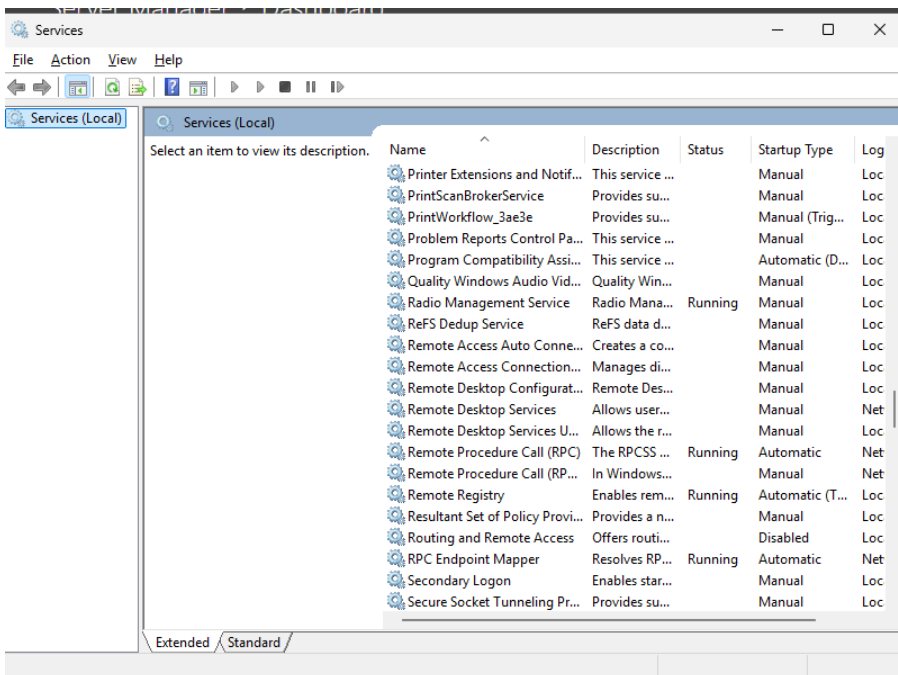 Server Manager > Dashboard
Services
File Action View Help
Services (Local)
Services (Local)
Select an item to view its description.
Name Description Status Startup Type Log
Printer Extensions and Notif... This service ... Manual Loc
PrintScanBrokerService Provides su... Manual Loc
PrintWorkflow_3ae3e Provides su... Manual (Trig... Loc
Problem Reports Control Pa... This service ... Manual Loc
Program Compatibility Assi... This service ... Automatic (D... Loc
Quality Windows Audio Vid... Quality Win... Manual Loc
Radio Management Service Radio Mana... Running Manual Loc
ReFS Dedup Service ReFS data d... Manual Loc
Remote Access Auto Conne... Creates a co... Manual Loc
Remote Access Connection... Manages di... Manual Loc
Remote Desktop Configurat... Remote Des... Manual Loc
Remote Desktop Services Allows user... Manual Net
Remote Desktop Services U... Allows the r... Manual Loc
Remote Procedure Call (RPC) The RPCSS ... Running Automatic Net
Remote Procedure Call (RP... In Windows... Manual Net
Remote Registry Enables rem... Running Automatic (T... Loc
Resultant Set of Policy Provi... Provides a n... Manual Loc
Routing and Remote Access Offers routi... Disabled Loc
RPC Endpoint Mapper Resolves RP... Running Automatic Net
Secondary Logon Enables star... Manual Loc
Secure Socket Tunneling Pr... Provides su... Manual Loc
Extended Standard